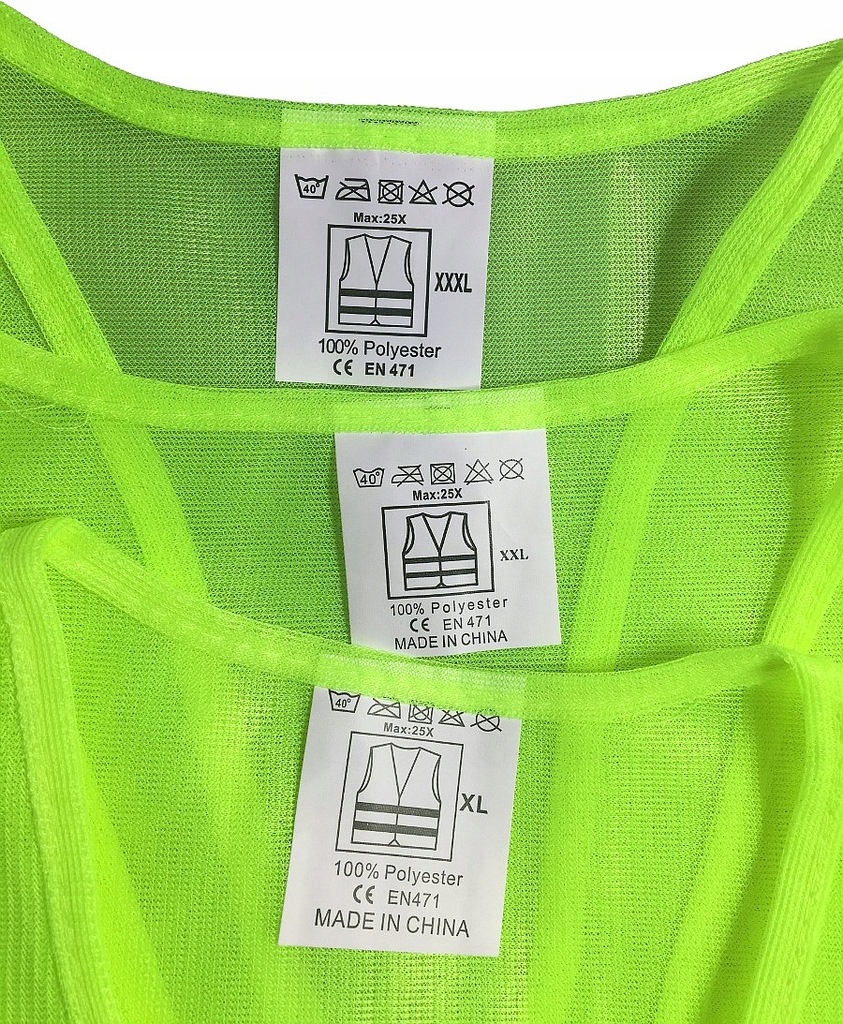 40°
Max:25X
XXXL
100% Polyester
CE EN 471
40°
Max:25X
XXL
100% Polyester
CE EN 471
MADE IN CHINA
40°
Max:25X
XL
100% Polyester
CE EN471
MADE IN CHINA